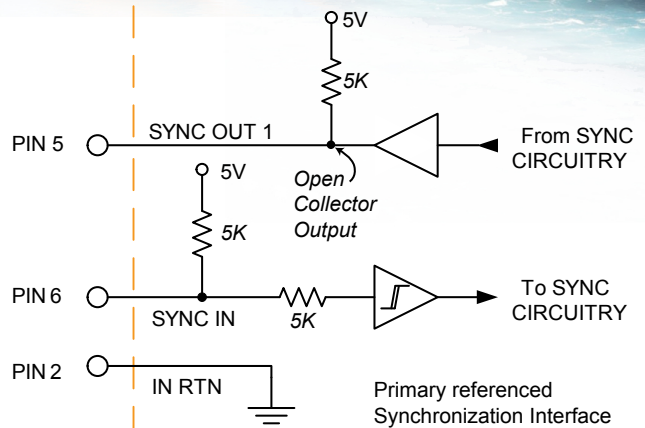 5V
5K
PIN 5
SYNC OUT 1
From SYNC
CIRCUITRY
5V
Open
Collector
Output
5K
PIN 6
SYNC IN
5K
To SYNC
CIRCUITRY
PIN 2
IN RTN
Primary referenced
Synchronization Interface